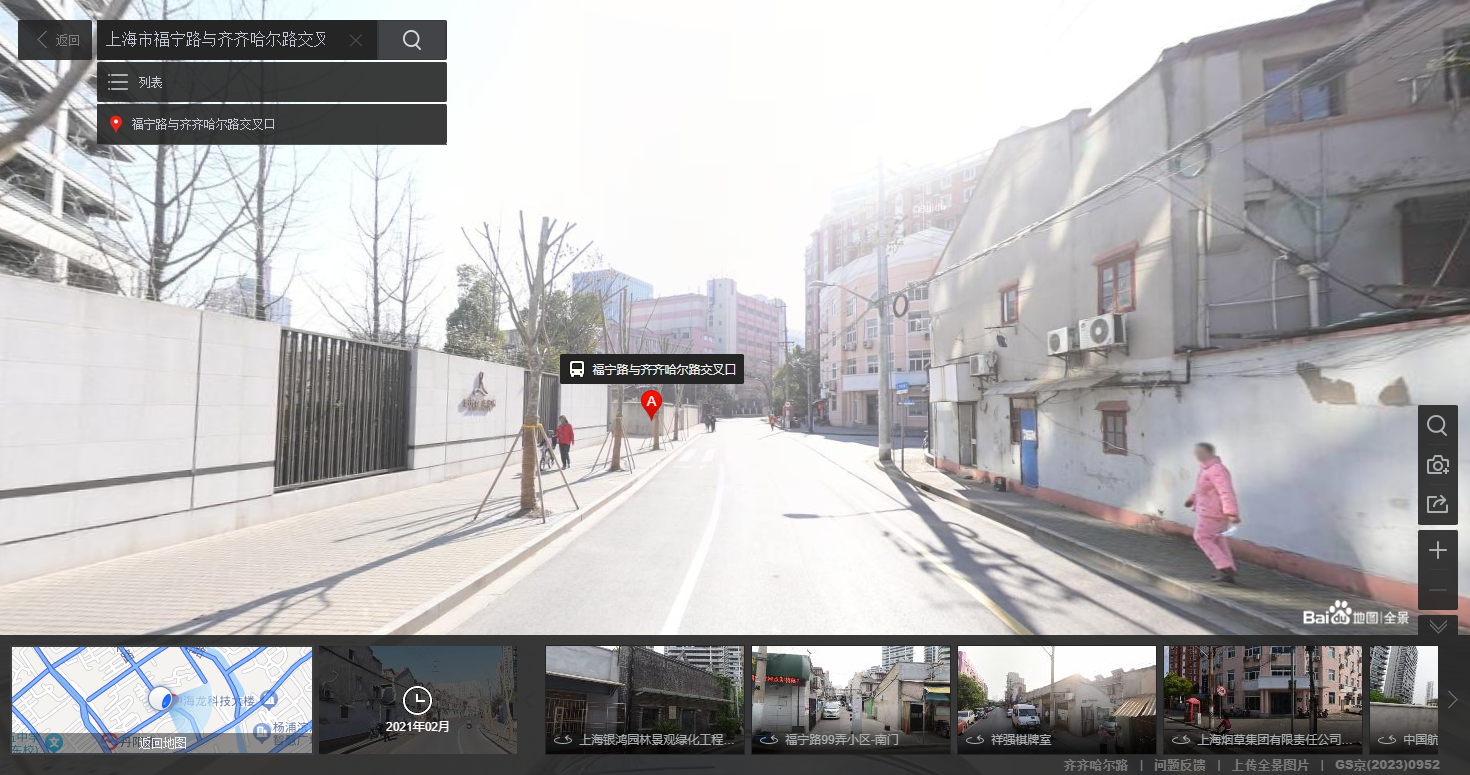 返回
上海市福宁路与齐齐哈尔路交叉
列表
福宁路与齐齐哈尔路交叉口
福宁路与齐齐哈尔路交叉口
A
Bai du 地图|全景
海龙科技大楼
杨浦滨
丹阳
返回地图
2021年02月
上海银鸿园林景观绿化工程...
福宁路99弄小区-南门
祥强棋牌室
上海烟草集团有限责任公司...
中国航
齐齐哈尔路 | 问题反馈 | 上传全景图片 | GS京(2023)0952